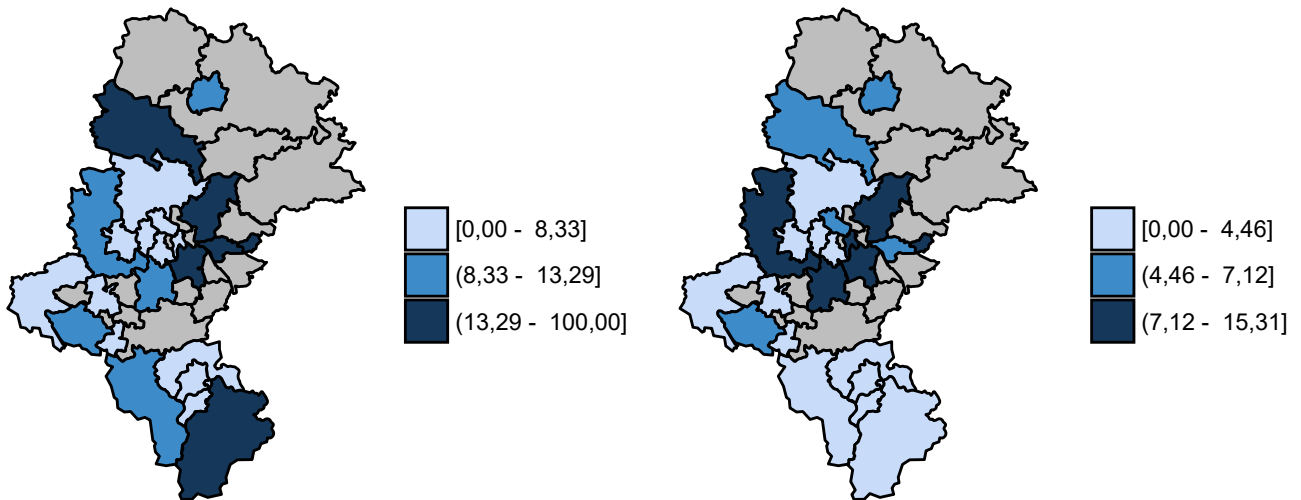 [0,00 - 8,33]
(8,33 - 13,29]
(13,29 - 100,00]
[0,00 - 4,46]
(4,46 - 7,12]
(7,12 - 15,31]